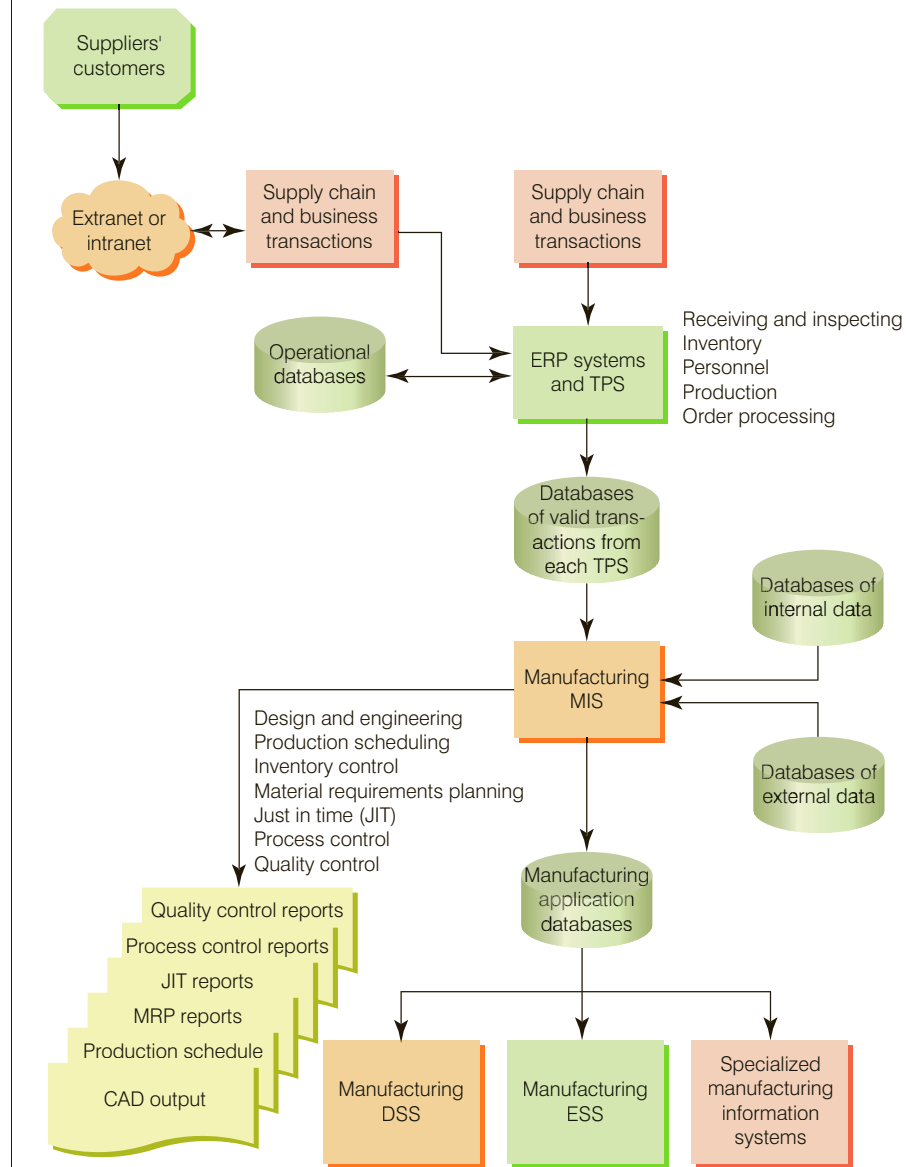 Suppliers'
customers
Extranet or
intranet
Supply chain
and business
transactions
Supply chain
and business
transactions
Operational
databases
ERP systems
and TPS
Receiving and inspecting
Inventory
Personnel
Production
Order processing
Databases
of valid trans-
actions from
each TPS
Databases of
internal data
Manufacturing
MIS
Databases of
external data
Design and engineering
Production scheduling
Inventory control
Material requirements planning
Just in time (JIT)
Process control
Quality control
Manufacturing
application
databases
Quality control reports
Process control reports
JIT reports
MRP reports
Production schedule
CAD output
Manufacturing
DSS
Manufacturing
ESS
Specialized
manufacturing
information
systems